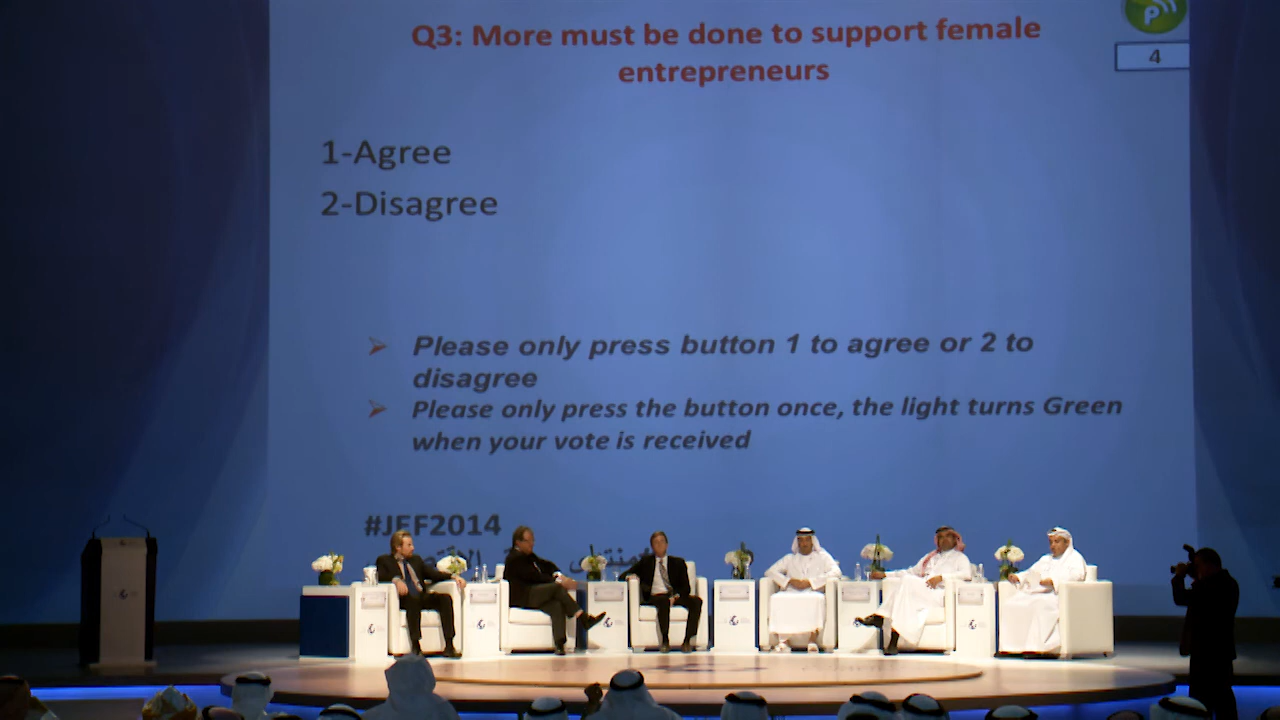 Q3: More must be done to support female
entrepreneurs
4
1-Agree
2-Disagree
Please only press button 1 to agree or 2 to
disagree
Please only press the button once, the light turns Green
when your vote is received
#JEF2014